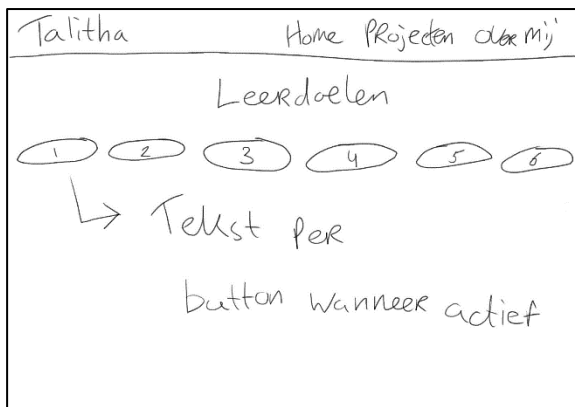 Talitha Home Projecten over mij
Leerdoelen
1 2 3 4 5 6
Tekst per
button wanneer actief